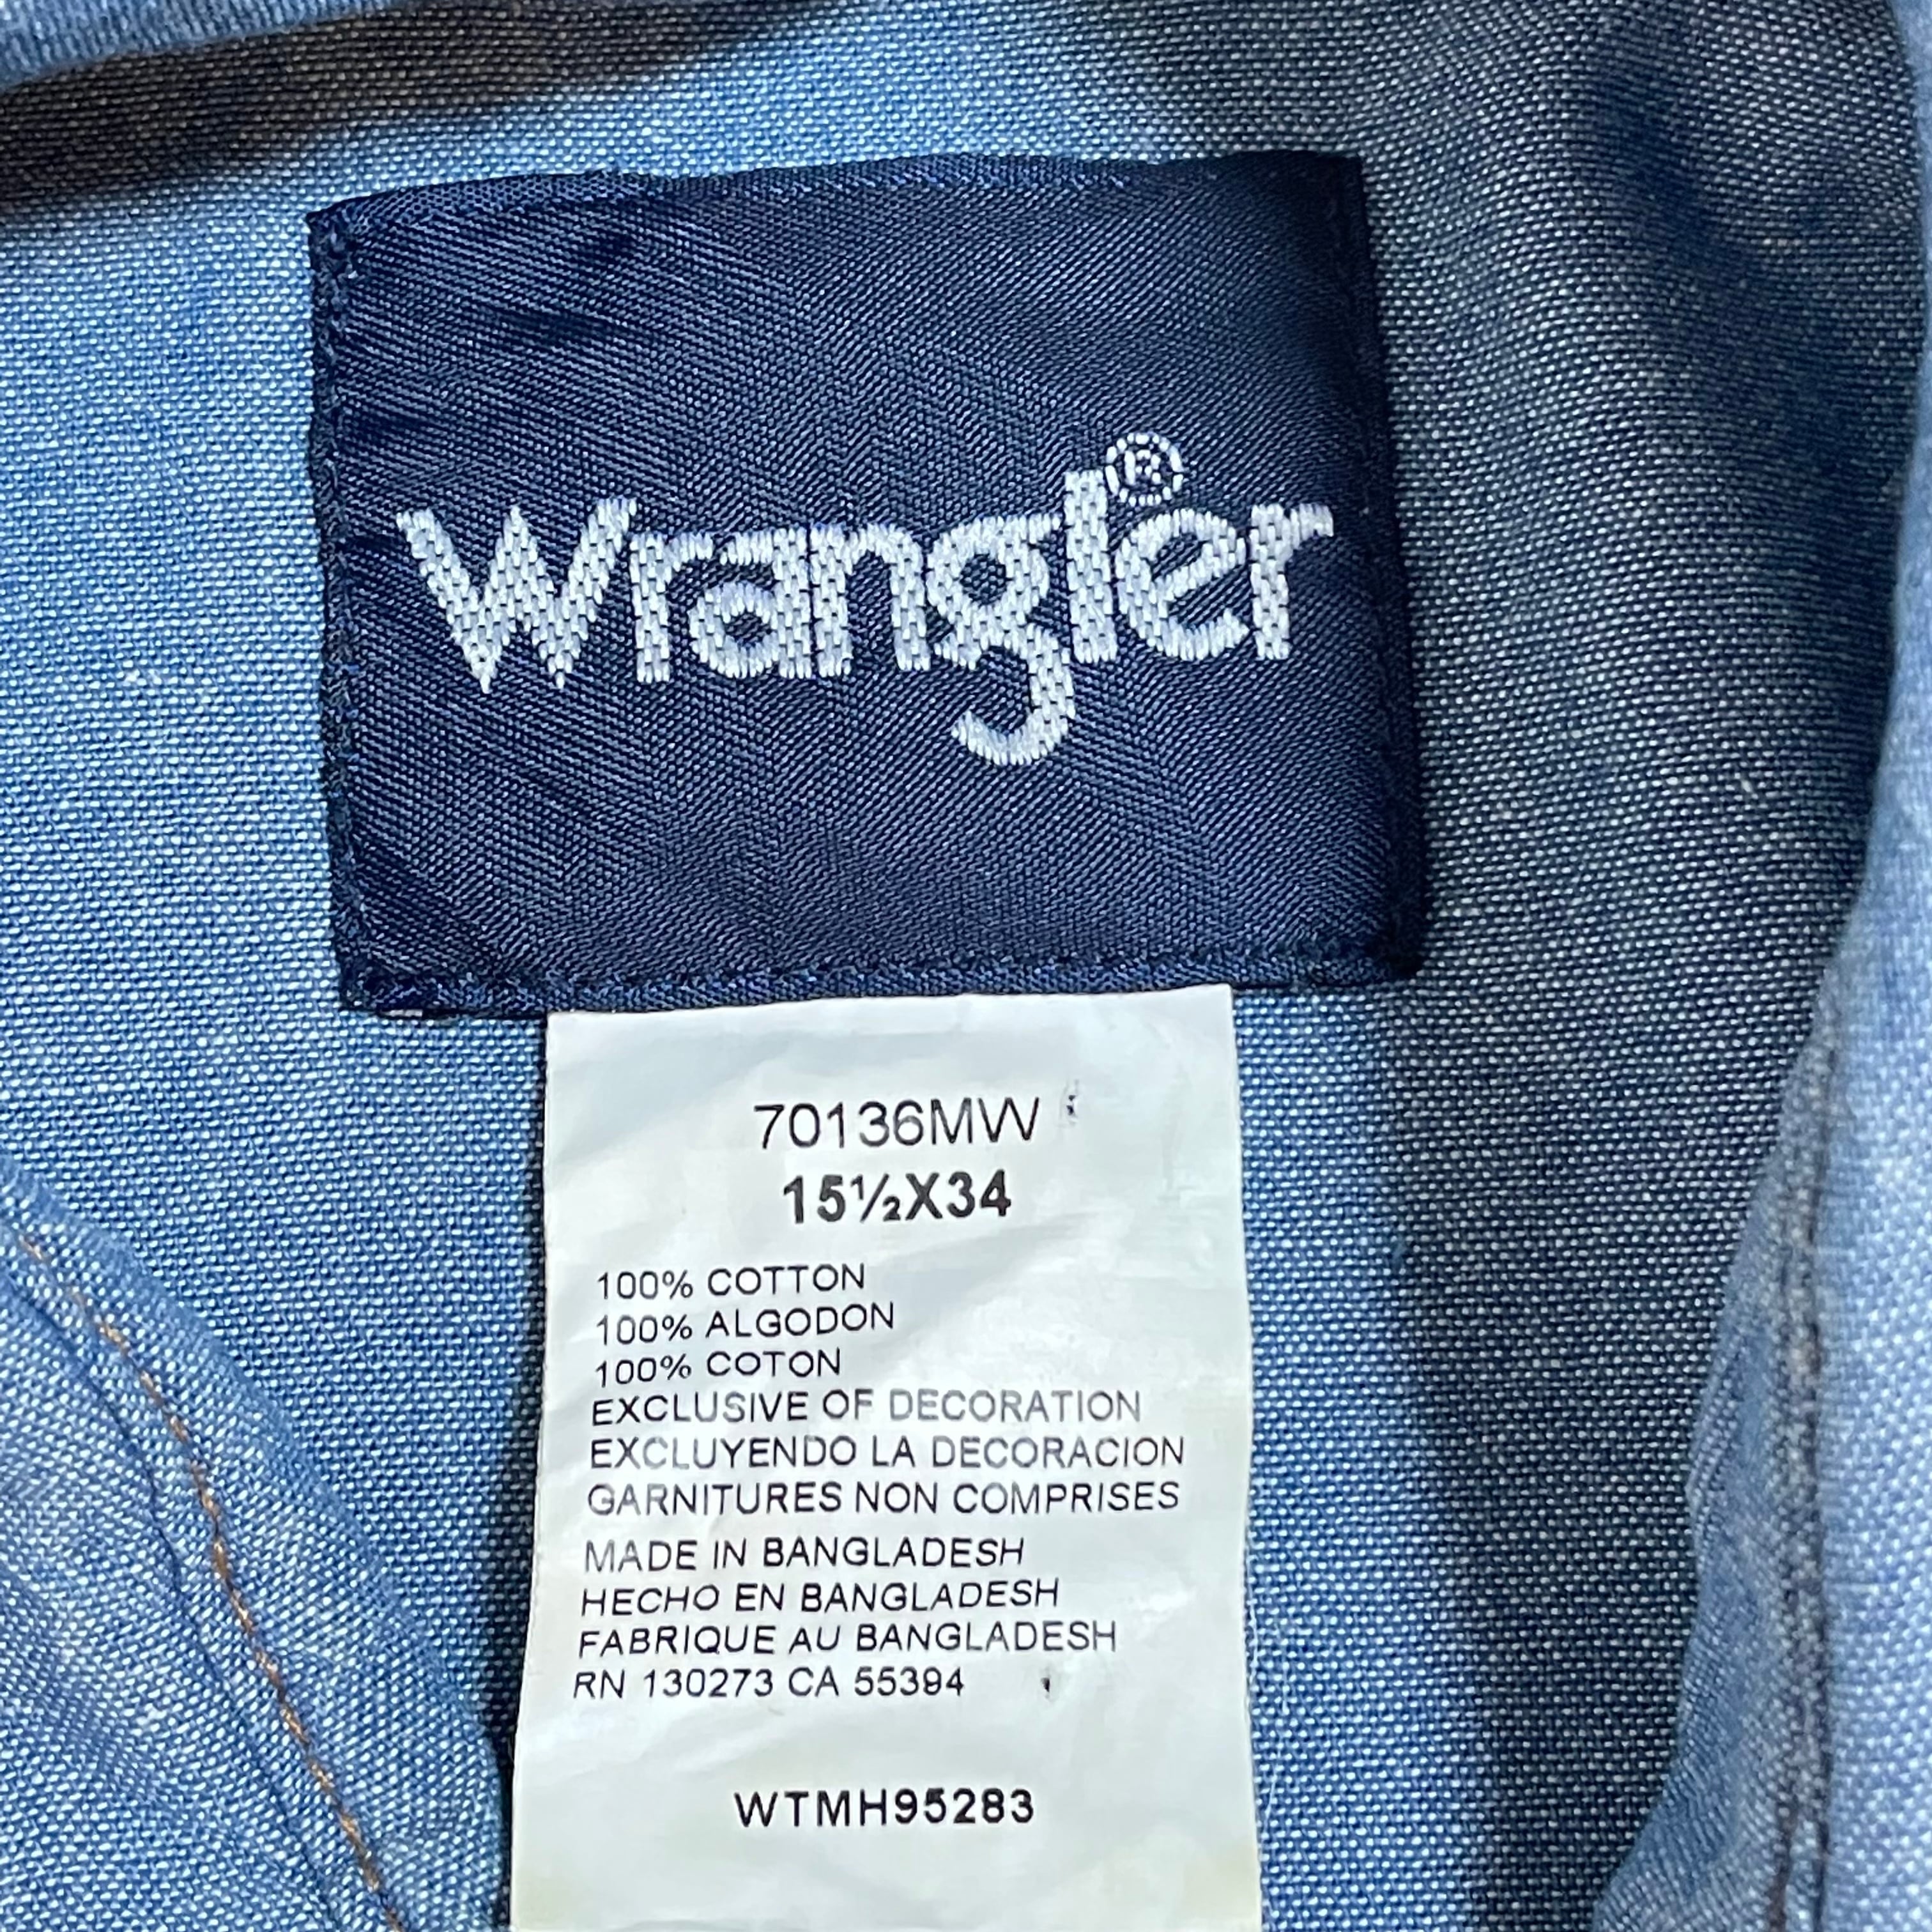 Wrangler®
70136MW
15½X34
100% COTTON
100% ALGODON
100% COTON
EXCLUSIVE OF DECORATION
EXCLUYENDO LA DECORACION
GARNITURES NON COMPRISES
MADE IN BANGLADESH
HECHO EN BANGLADESH
FABRIQUE AU BANGLADESH
RN 130273 CA 55394
WTMH95283